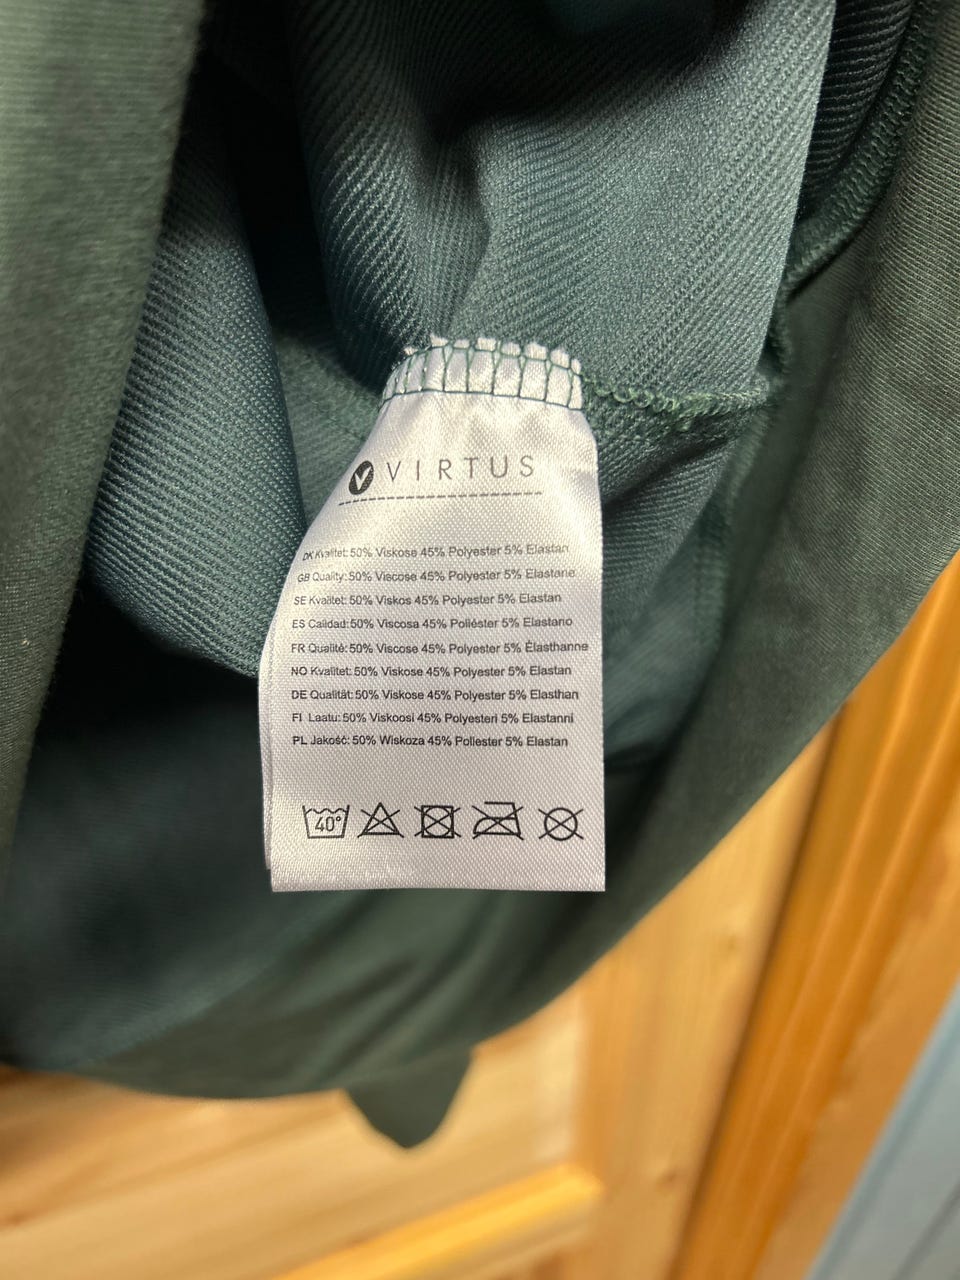 VIRTUS
DK Kvalitet: 50% Viskose 45% Polyester 5% Elastan
GB Quality: 50% Viscose 45% Polyester 5% Elastane
SE Kvalitet: 50% Viskos 45% Polyester 5% Elastan
ES Calidad: 50% Viscosa 45% Poliéster 5% Elastano
FR Qualité: 50% Viscose 45% Polyester 5% Élasthanne
NO Kvalitet: 50% Viskose 45% Polyester 5% Elastan
DE Qualität: 50% Viskose 45% Polyester 5% Elasthan
FI Laatu: 50% Viskoosi 45% Polyesteri 5% Elastanni
PL Jakość: 50% Wiskoza 45% Poliester 5% Elastan
40°